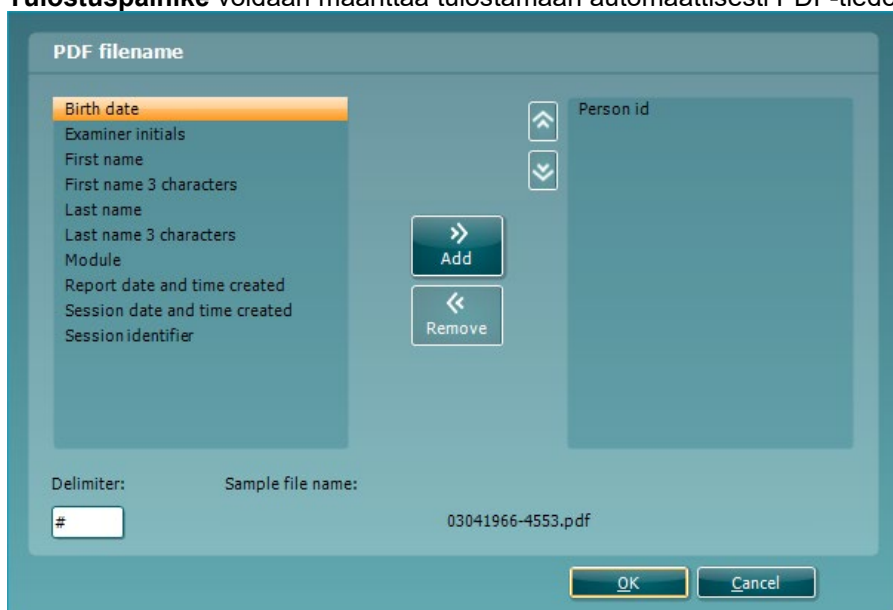 Tulostuspainike voidaan määrittää tulostamaan automaattisesti PDF-tiedo
PDF filename
Birth date
Examiner initials
First name
First name 3 characters
Last name
Last name 3 characters
Module
Report date and time created
Session date and time created
Session identifier
Add
Remove
Person id
Delimiter:
Sample file name:
#
03041966-4553.pdf
OK
Cancel